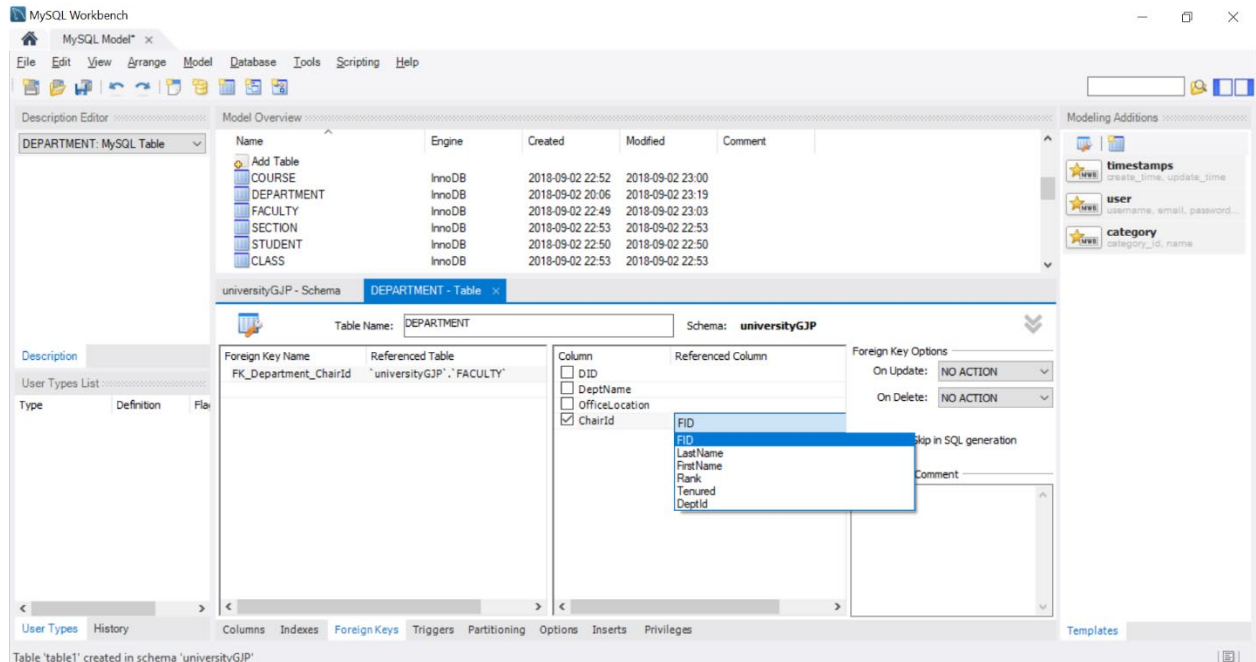 MySQL Workbench
MySQL Model* ×
File Edit View Arrange Model Database Tools Scripting Help
Description Editor
DEPARTMENT: MySQL Table
Description
User Types List
Type Definition Flag
User Types History
Model Overview
Name Engine Created Modified Comment
Add Table
COURSE InnoDB 2018-09-02 22:52 2018-09-02 23:00
DEPARTMENT InnoDB 2018-09-02 20:06 2018-09-02 23:19
FACULTY InnoDB 2018-09-02 22:49 2018-09-02 23:03
SECTION InnoDB 2018-09-02 22:53 2018-09-02 22:53
STUDENT InnoDB 2018-09-02 22:50 2018-09-02 22:50
CLASS InnoDB 2018-09-02 22:53 2018-09-02 22:53
universityGJP - Schema DEPARTMENT - Table ×
Table Name: DEPARTMENT Schema: universityGJP
Foreign Key Name Referenced Table
FK_Department_ChairId `universityGJP`.`FACULTY`
Column Referenced Column
DID
DeptName
OfficeLocation
ChairId FID
FID
LastName
FirstName
Rank
Tenured
DeptId
Foreign Key Options
On Update: NO ACTION
On Delete: NO ACTION
Skip in SQL generation
Comment
Columns Indexes Foreign Keys Triggers Partitioning Options Inserts Privileges
Modeling Additions
timestamps
create_time, update_time
user
username, email, password...
category
category_id, name
Templates
Table 'table1' created in schema 'universityGJP'